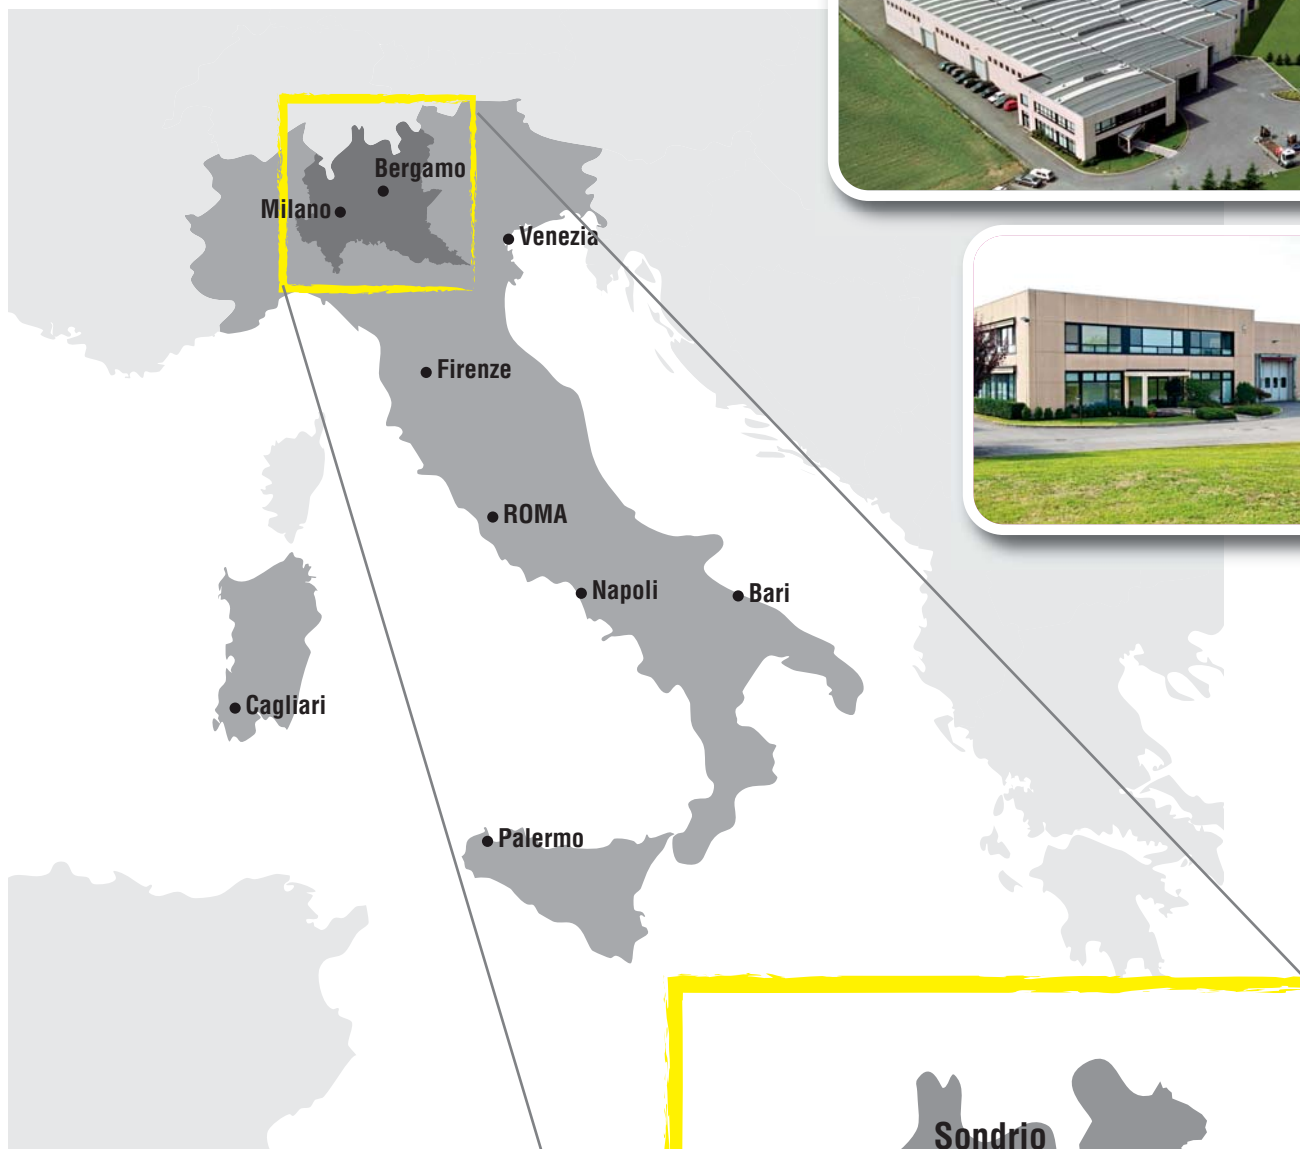 Bergamo
Milano
Venezia
Firenze
ROMA
Napoli
Bari
Cagliari
Palermo
Sondrio